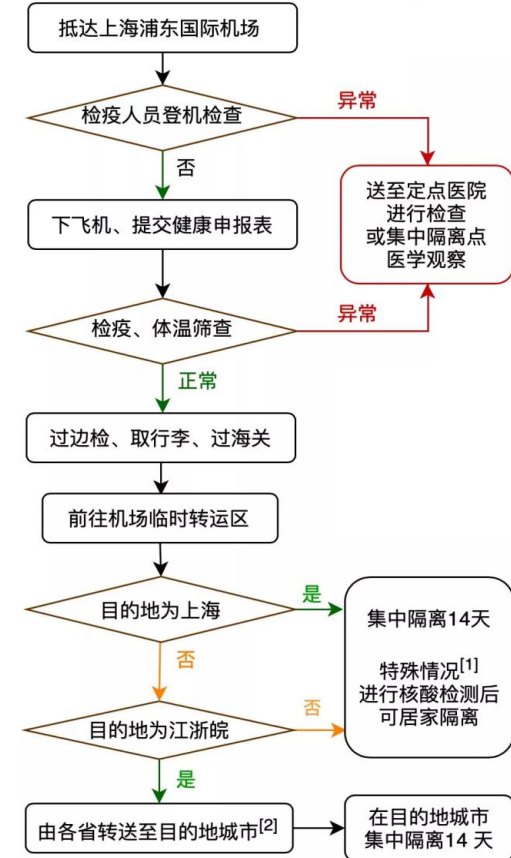 抵达上海浦东国际机场
检疫人员登机检查
异常
否
送至定点医院
进行检查
或集中隔离点
医学观察
下飞机、提交健康申报表
检疫、体温筛查
异常
正常
过边检、取行李、过海关
前往机场临时转运区
目的地为上海
是
集中隔离14天
特殊情况[1]
进行核酸检测后
可居家隔离
否
目的地为江浙皖
否
是
由各省转送至目的地城市[2]
在目的地城市
集中隔离14 天